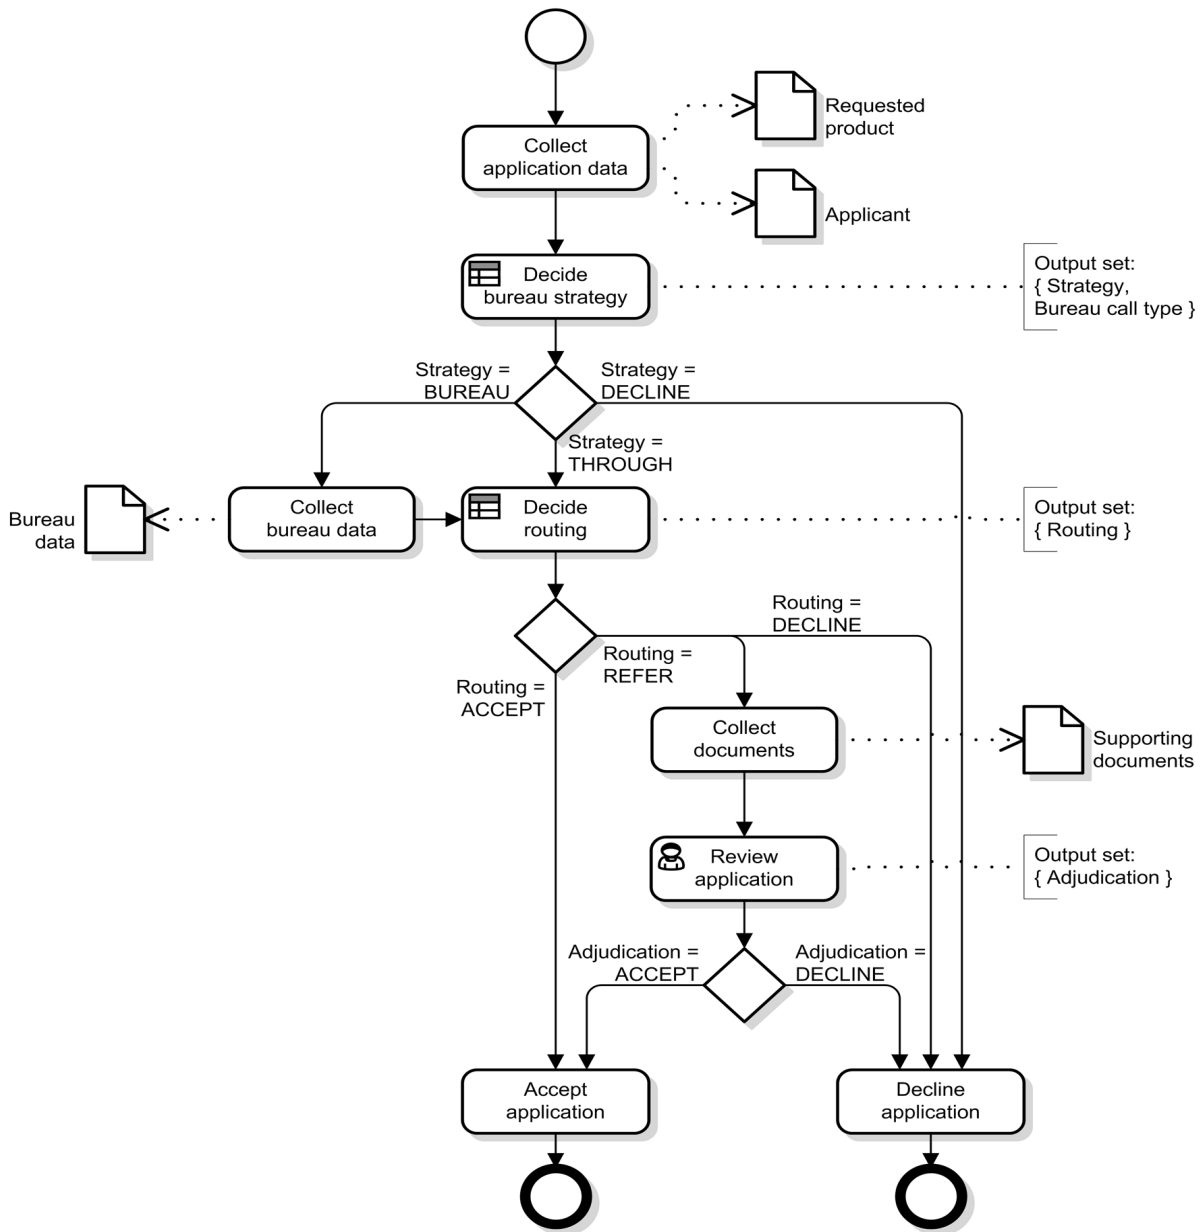 Requested
product
Collect
application data
Applicant
Decide
bureau strategy
Output set:
{ Strategy,
Bureau call type }
Strategy =
BUREAU
Strategy =
DECLINE
Strategy =
THROUGH
Bureau
data
Collect
bureau data
Decide
routing
Output set:
{ Routing }
Routing =
DECLINE
Routing =
REFER
Routing =
ACCEPT
Collect
documents
Supporting
documents
Review
application
Output set:
{ Adjudication }
Adjudication =
ACCEPT
Adjudication =
DECLINE
Accept
application
Decline
application